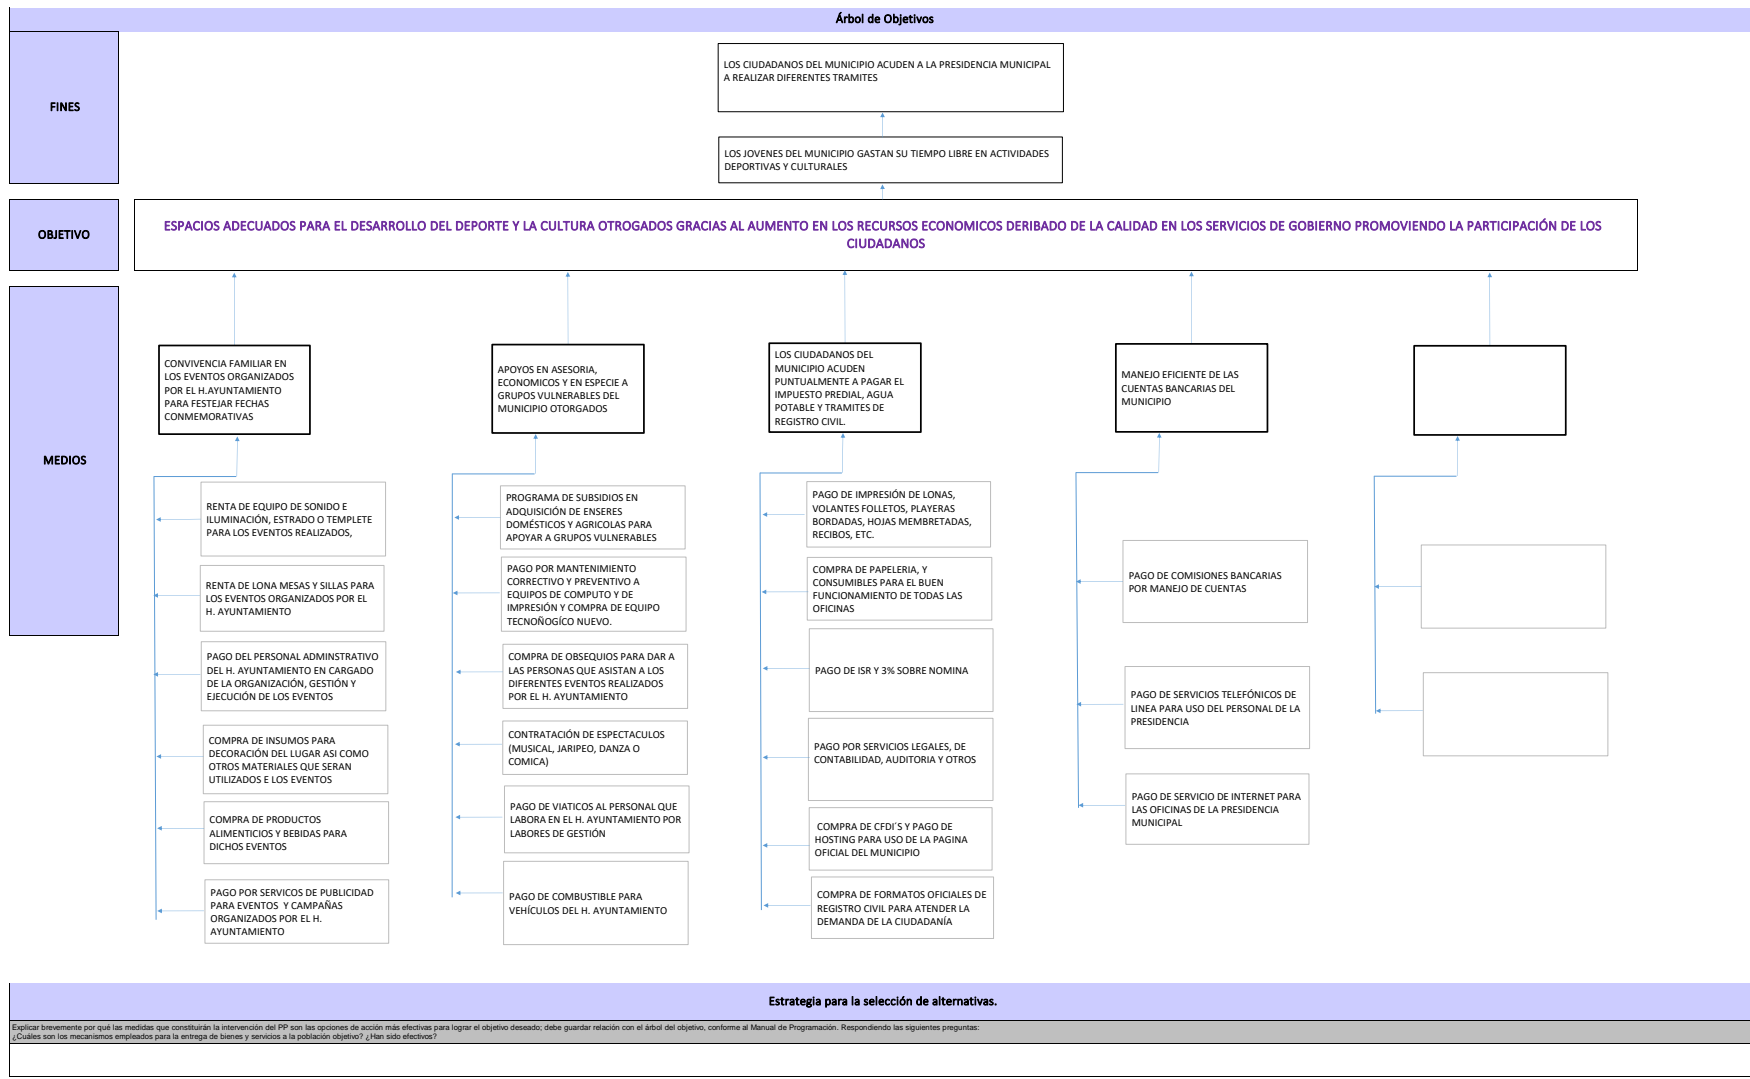 Árbol de Objetivos
FINES
LOS CIUDADANOS DEL MUNICIPIO ACUDEN A LA PRESIDENCIA MUNICIPAL
A REALIZAR DIFERENTES TRAMITES
LOS JOVENES DEL MUNICIPIO GASTAN SU TIEMPO LIBRE EN ACTIVIDADES
DEPORTIVAS Y CULTURALES
OBJETIVO
ESPACIOS ADECUADOS PARA EL DESARROLLO DEL DEPORTE Y LA CULTURA OTROGADOS GRACIAS AL AUMENTO EN LOS RECURSOS ECONOMICOS DERIBADO DE LA CALIDAD EN LOS SERVICIOS DE GOBIERNO PROMOVIENDO LA PARTICIPACIÓN DE LOS
CIUDADANOS
MEDIOS
CONVIVENCIA FAMILIAR EN
LOS EVENTOS ORGANIZADOS
POR EL H.AYUNTAMIENTO
PARA FESTEJAR FECHAS
CONMEMORATIVAS
RENTA DE EQUIPO DE SONIDO E
ILUMINACIÓN, ESTRADO O TEMPLETE
PARA LOS EVENTOS REALIZADOS,
RENTA DE LONA MESAS Y SILLAS PARA
LOS EVENTOS ORGANIZADOS POR EL
H. AYUNTAMIENTO
PAGO DEL PERSONAL ADMINSTRATIVO
DEL H. AYUNTAMIENTO EN CARGADO
DE LA ORGANIZACIÓN, GESTIÓN Y
EJECUCIÓN DE LOS EVENTOS
COMPRA DE INSUMOS PARA
DECORACIÓN DEL LUGAR ASI COMO
OTROS MATERIALES QUE SERAN
UTILIZADOS E LOS EVENTOS
COMPRA DE PRODUCTOS
ALIMENTICIOS Y BEBIDAS PARA
DICHOS EVENTOS
PAGO POR SERVICOS DE PUBLICIDAD
PARA EVENTOS Y CAMPAÑAS
ORGANIZADOS POR EL H.
AYUNTAMIENTO
APOYOS EN ASESORIA,
ECONOMICOS Y EN ESPECIE A
GRUPOS VULNERABLES DEL
MUNICIPIO OTORGADOS
PROGRAMA DE SUBSIDIOS EN
ADQUISICIÓN DE ENSERES
DOMÉSTICOS Y AGRICOLAS PARA
APOYAR A GRUPOS VULNERABLES
PAGO POR MANTENIMIENTO
CORRECTIVO Y PREVENTIVO A
EQUIPOS DE COMPUTO Y DE
IMPRESIÓN Y COMPRA DE EQUIPO
TECNOÑOGÍCO NUEVO.
COMPRA DE OBSEQUIOS PARA DAR A
LAS PERSONAS QUE ASISTAN A LOS
DIFERENTES EVENTOS REALIZADOS
POR EL H. AYUNTAMIENTO
CONTRATACIÓN DE ESPECTACULOS
(MUSICAL, JARIPEO, DANZA O
COMICA)
PAGO DE VIATICOS AL PERSONAL QUE
LABORA EN EL H. AYUNTAMIENTO POR
LABORES DE GESTIÓN
PAGO DE COMBUSTIBLE PARA
VEHÍCULOS DEL H. AYUNTAMIENTO
LOS CIUDADANOS DEL
MUNICIPIO ACUDEN
PUNTUALMENTE A PAGAR EL
IMPUESTO PREDIAL, AGUA
POTABLE Y TRAMITES DE
REGISTRO CIVIL.
PAGO DE IMPRESIÓN DE LONAS,
VOLANTES FOLLETOS, PLAYERAS
BORDADAS, HOJAS MEMBRETADAS,
RECIBOS, ETC.
COMPRA DE PAPELERIA, Y
CONSUMIBLES PARA EL BUEN
FUNCIONAMIENTO DE TODAS LAS
OFICINAS
PAGO DE ISR Y 3% SOBRE NOMINA
PAGO POR SERVICIOS LEGALES, DE
CONTABILIDAD, AUDITORIA Y OTROS
COMPRA DE CFDI´S Y PAGO DE
HOSTING PARA USO DE LA PAGINA
OFICIAL DEL MUNICIPIO
COMPRA DE FORMATOS OFICIALES DE
REGISTRO CIVIL PARA ATENDER LA
DEMANDA DE LA CIUDADANÍA
MANEJO EFICIENTE DE LAS
CUENTAS BANCARIAS DEL
MUNICIPIO
PAGO DE COMISIONES BANCARIAS
POR MANEJO DE CUENTAS
PAGO DE SERVICIOS TELEFÓNICOS DE
LINEA PARA USO DEL PERSONAL DE LA
PRESIDENCIA
PAGO DE SERVICIO DE INTERNET PARA
LAS OFICINAS DE LA PRESIDENCIA
MUNICIPAL
Estrategia para la selección de alternativas.
Explicar brevemente por qué las medidas que constituirán la intervención del PP son las opciones de acción más efectivas para lograr el objetivo deseado; debe guardar relación con el árbol del objetivo, conforme al Manual de Programación. Respondiendo las siguientes preguntas:
¿Cuáles son los mecanismos empleados para la entrega de bienes y servicios a la población objetivo? ¿Han sido efectivos?